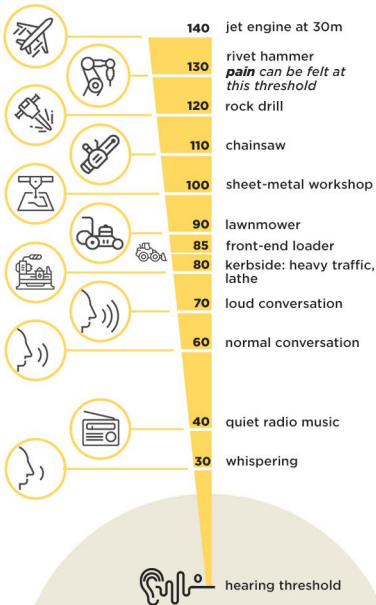 140 jet engine at 30m
rivet hammer
130 pain can be felt at
this threshold
120 rock drill
110 chainsaw
100 sheet-metal workshop
90 lawnmower
85 front-end loader
80 kerbside: heavy traffic,
lathe
70 loud conversation
60 normal conversation
40 quiet radio music
30 whispering
0 hearing threshold